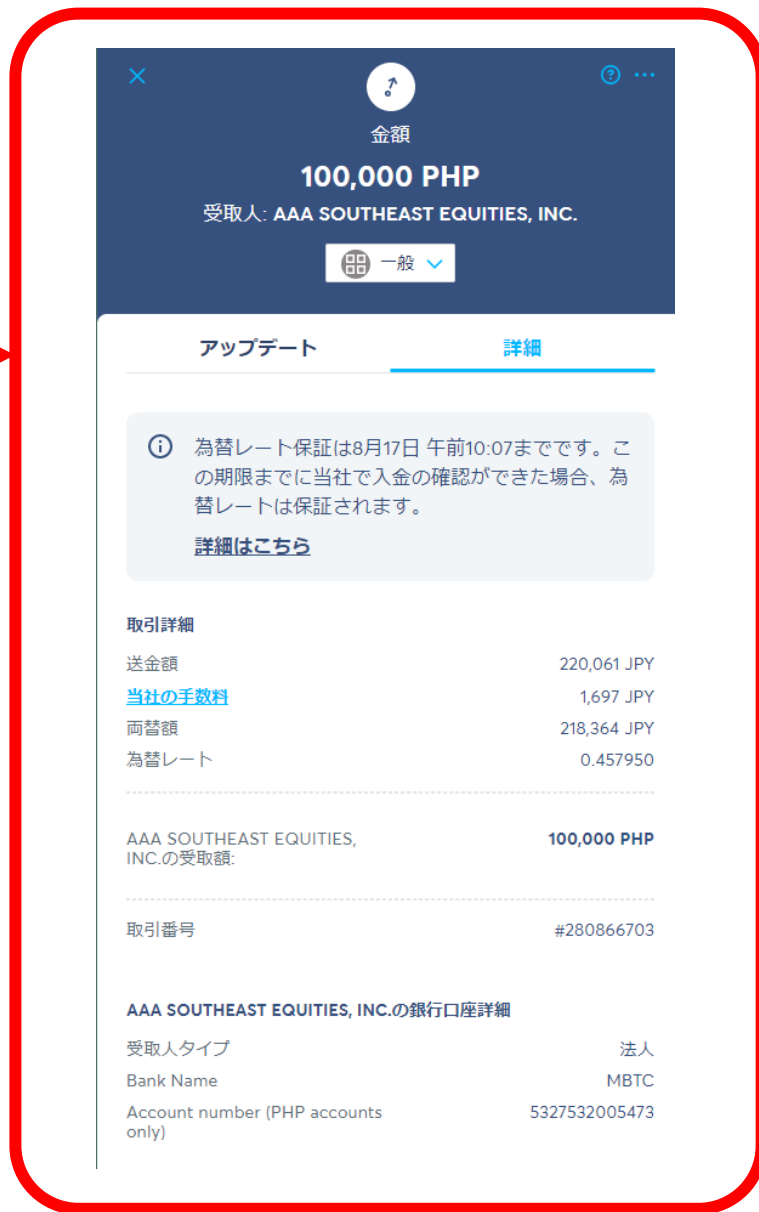 金額
100,000 PHP
受取人: AAA SOUTHEAST EQUITIES, INC.
一般
アップデート
詳細
為替レート保証は8月17日 午前10:07までです。こ
の期限までに当社で入金の確認ができた場合、為
替レートは保証されます。
詳細はこちら
取引詳細
送金額 220,061 JPY
当社の手数料 1,697 JPY
両替額 218,364 JPY
為替レート 0.457950
AAA SOUTHEAST EQUITIES, 100,000 PHP
INC.の受取額:
取引番号 #280866703
AAA SOUTHEAST EQUITIES, INC.の銀行口座詳細
受取人タイプ 法人
Bank Name MBTC
Account number (PHP accounts 5327532005473
only)